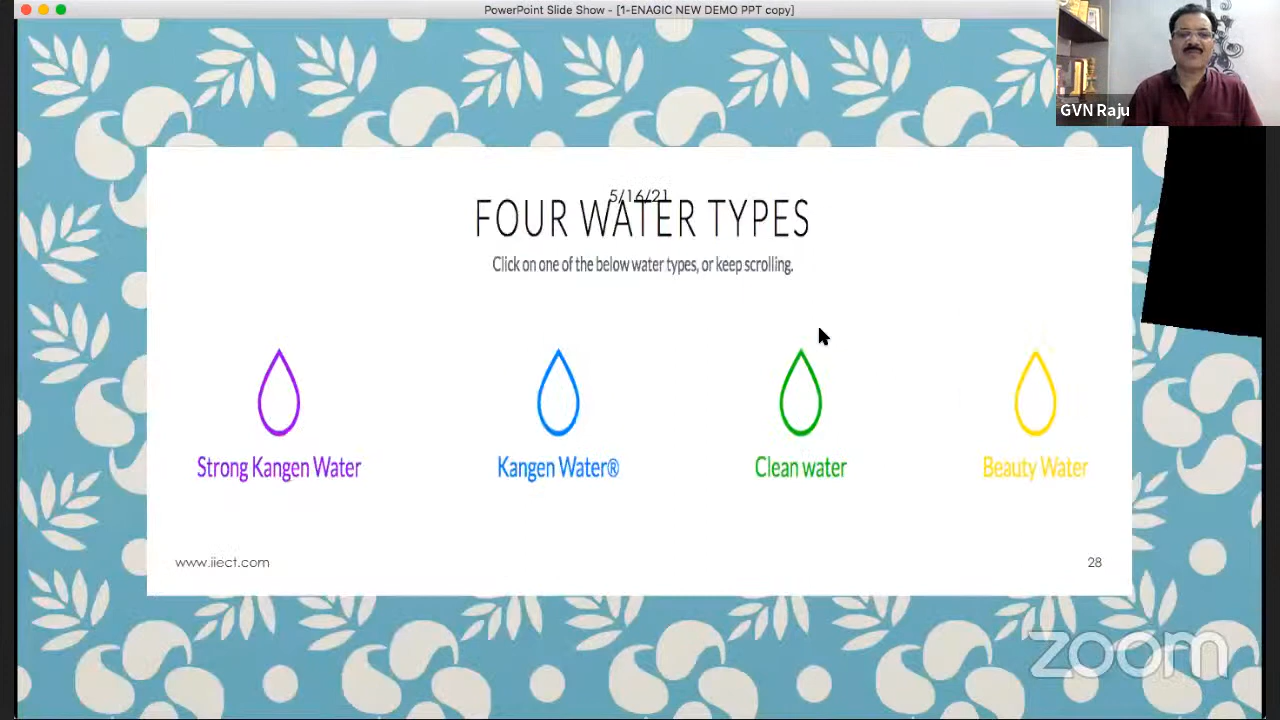 PowerPoint Slide Show - [1-ENAGIC NEW DEMO PPT copy]
GVN Raju
5/16/21
FOUR WATER TYPES
Click on one of the below water types, or keep scrolling.
Strong Kangen Water
Kangen Water®
Clean water
Beauty Water
www.iiect.com
28
zoom